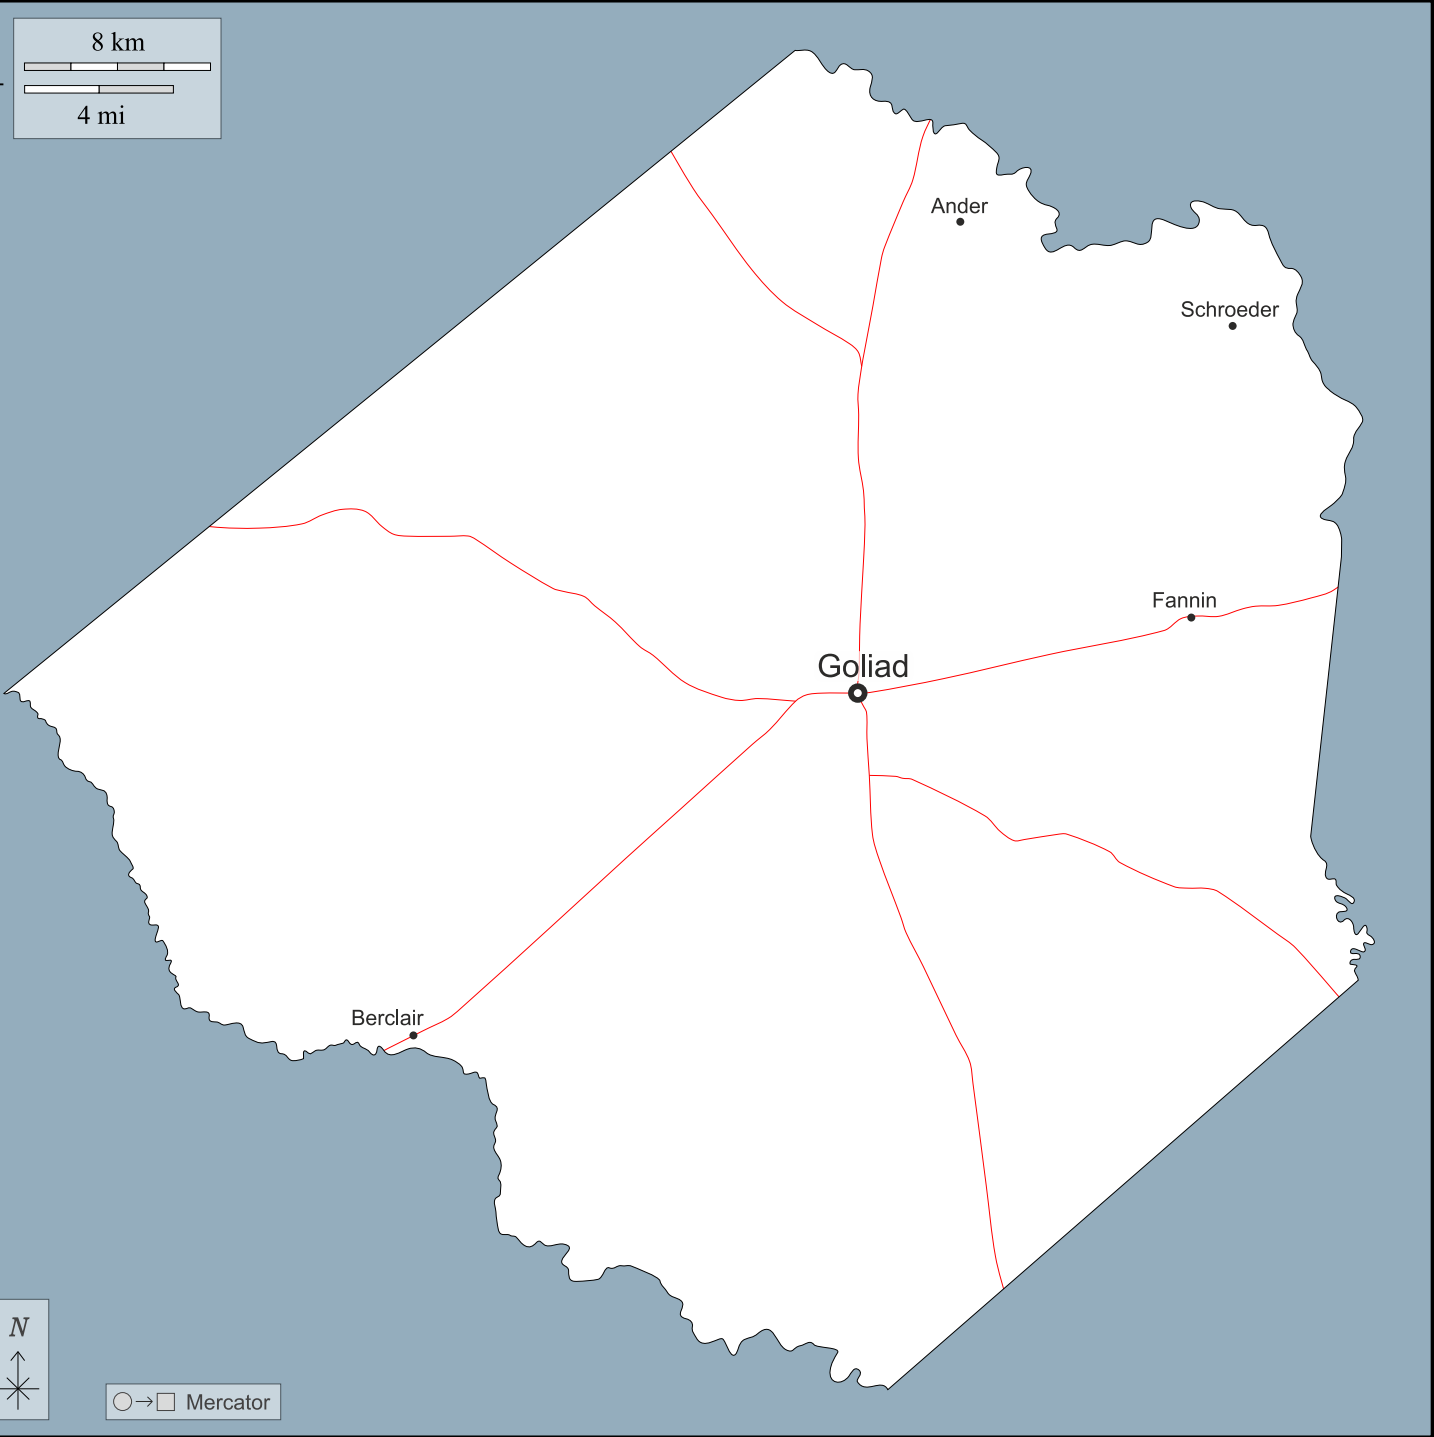 8 km
4 mi
Ander
Schroeder
Fannin
Goliad
Berclair
N
Mercator